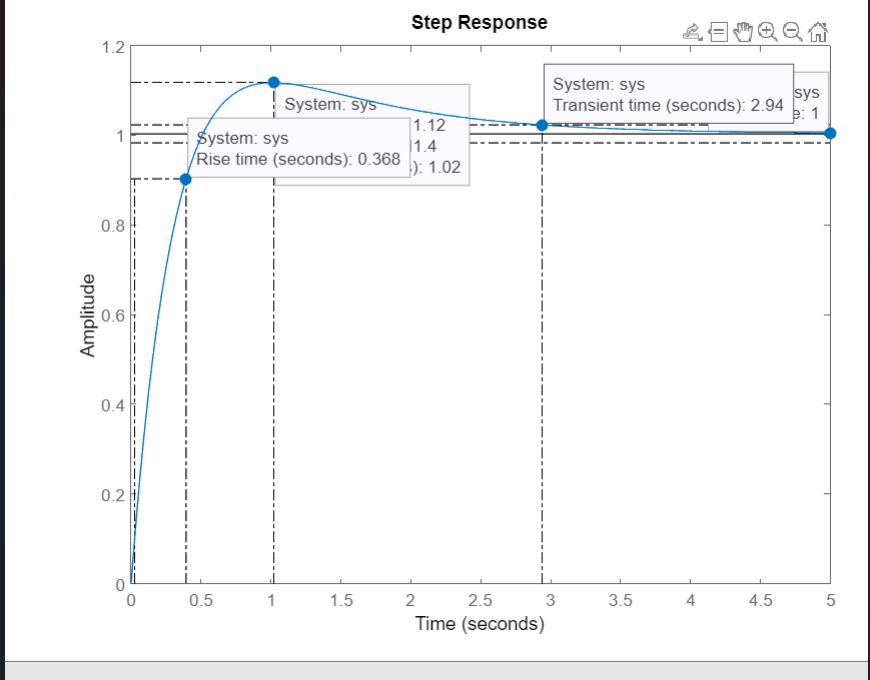 Step Response
1.2
System: sys
Transient time (seconds): 2.94
sys
e: 1
System: sys
1.12
1.4
): 1.02
System: sys
Rise time (seconds): 0.368
1
0.8
0.6
0.4
0.2
0
Amplitude
0 0.5 1 1.5 2 2.5 3 3.5 4 4.5 5
Time (seconds)